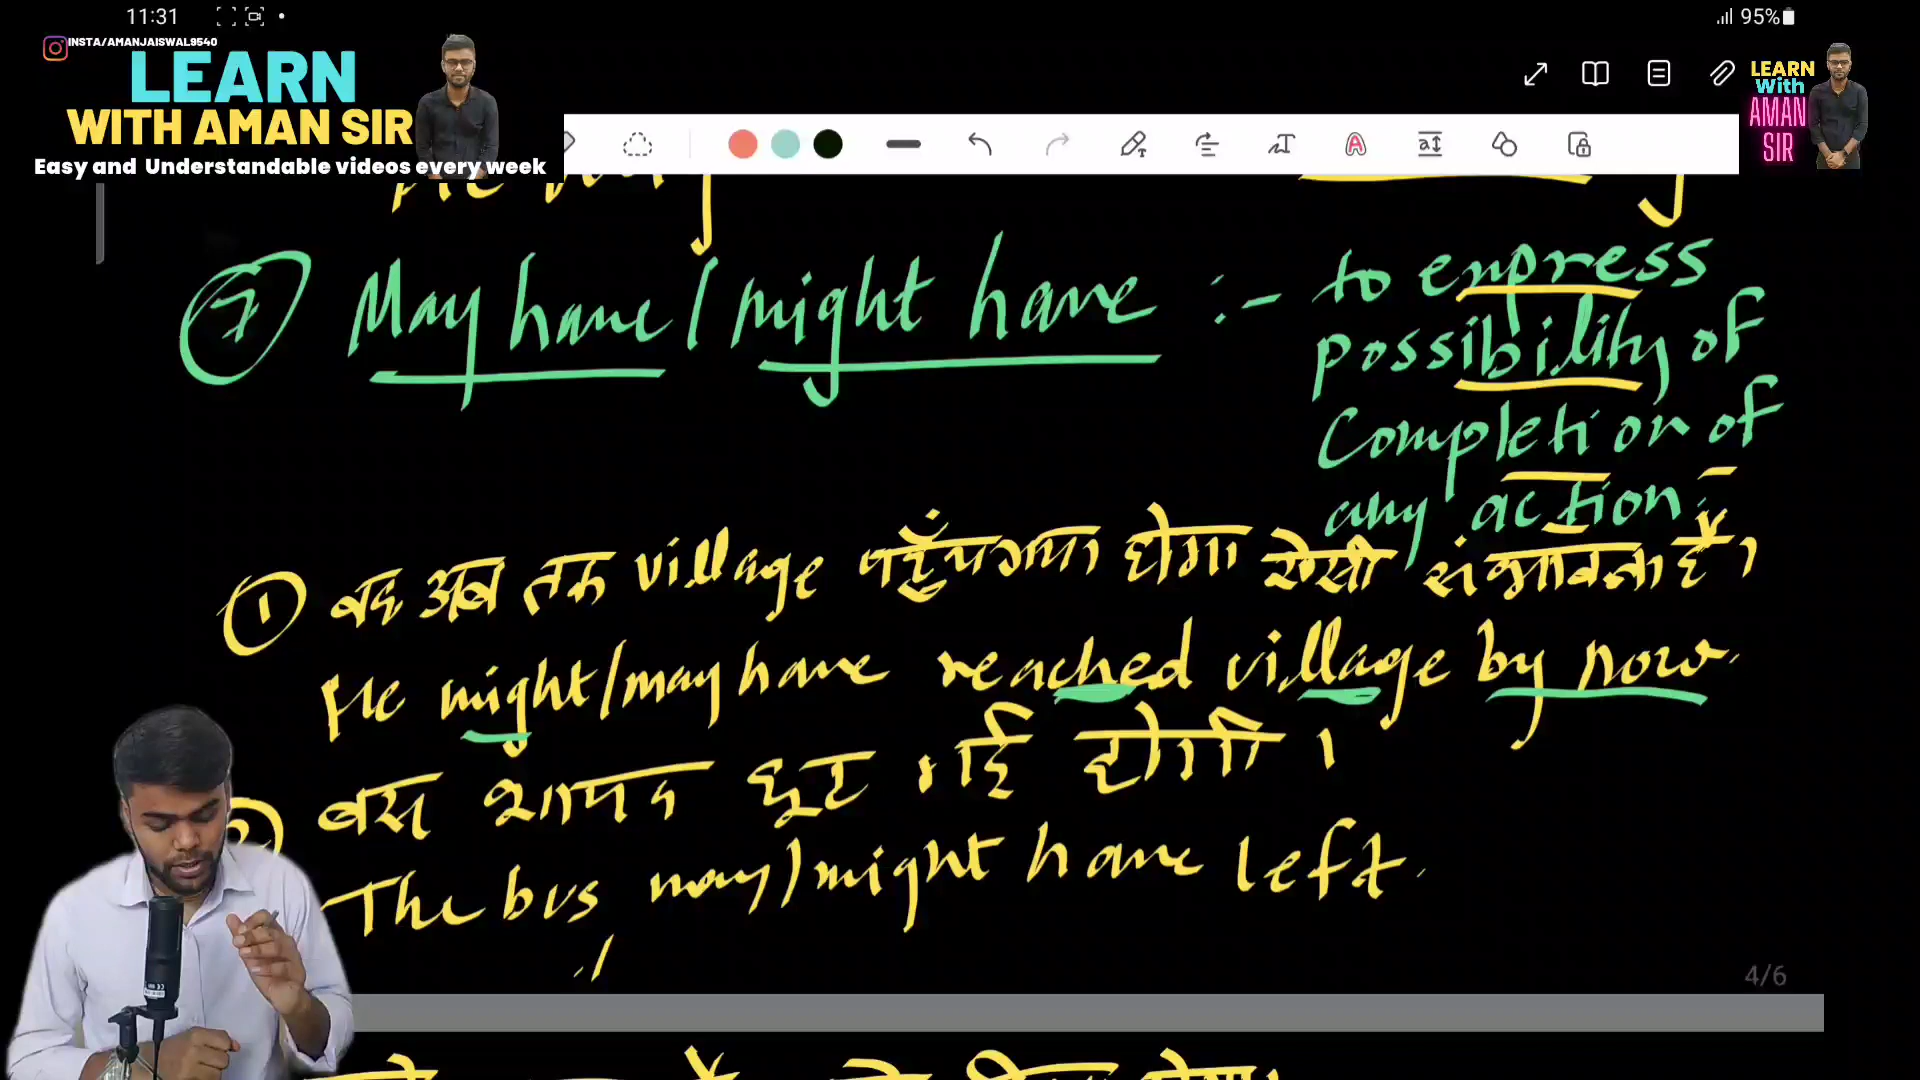 11:31
95%
INSTA/AMANJAISWAL9540
LEARN
WITH AMAN SIR
Easy and Understandable videos every week
LEARN
With
AMAN
SIR
⑦ May have / might have :- to express
possibility of
Completion of
any action
① वह अब तक village पहुँच गया होगा ऐसी संभावना है।
He might/may have reached village by now.
② बस शायद छूट गई होगी।
The bus may/might have left.
4/6